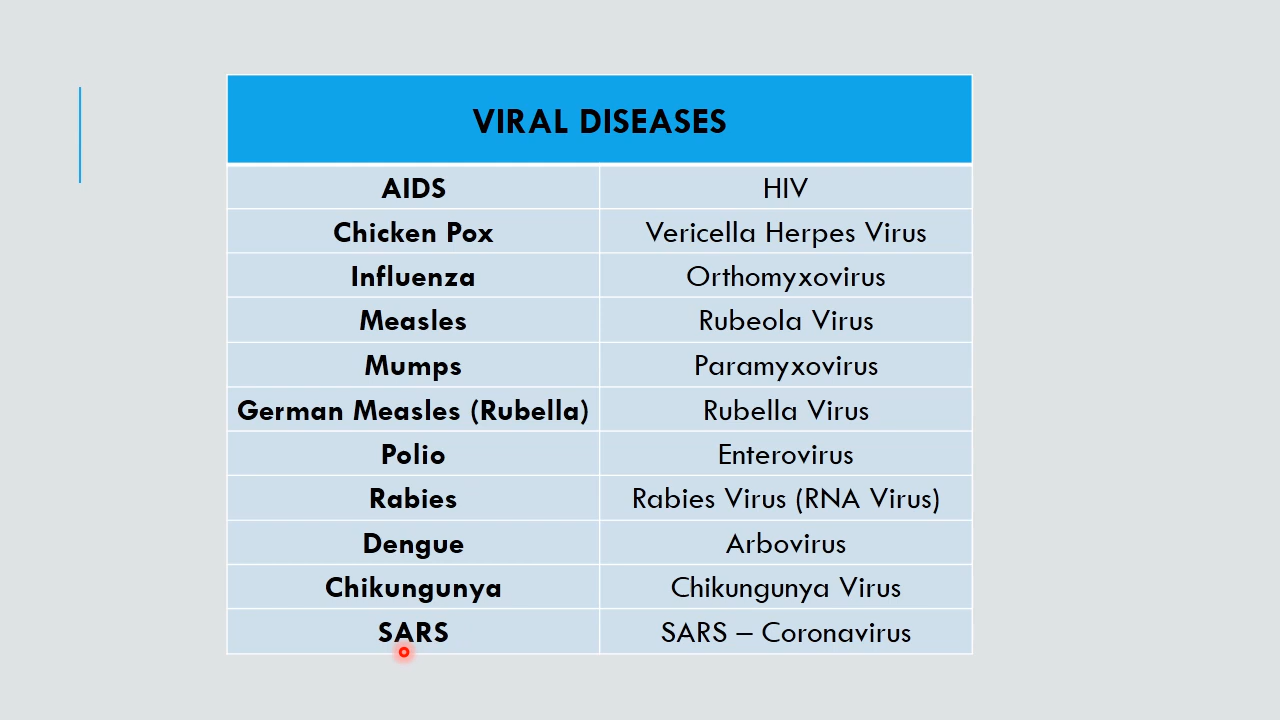 VIRAL DISEASES
AIDS HIV
Chicken Pox Vericella Herpes Virus
Influenza Orthomyxovirus
Measles Rubeola Virus
Mumps Paramyxovirus
German Measles (Rubella) Rubella Virus
Polio Enterovirus
Rabies Rabies Virus (RNA Virus)
Dengue Arbovirus
Chikungunya Chikungunya Virus
SARS SARS – Coronavirus